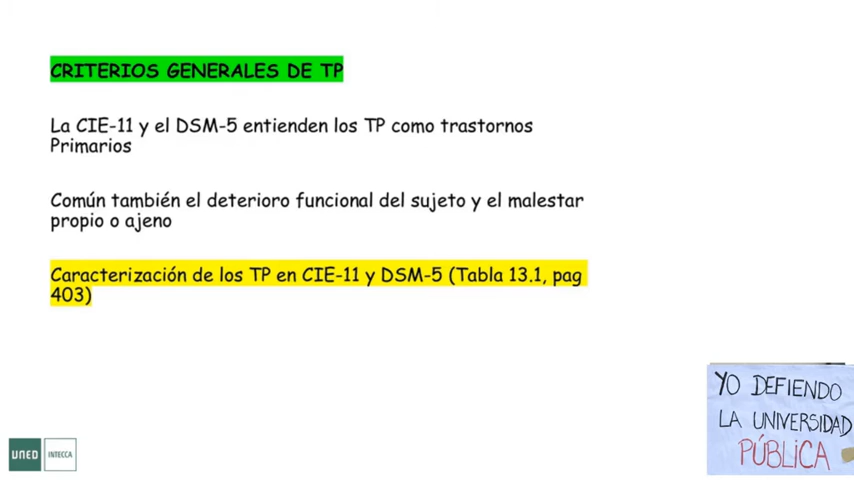 CRITERIOS GENERALES DE TP
La CIE-11 y el DSM-5 entienden los TP como trastornos
Primarios
Común también el deterioro funcional del sujeto y el malestar
propio o ajeno
Caracterización de los TP en CIE-11 y DSM-5 (Tabla 13.1, pag
403)
YO DEFIENDO
LA UNIVERSIDAD
PÚBLICA
UNED INTECCA